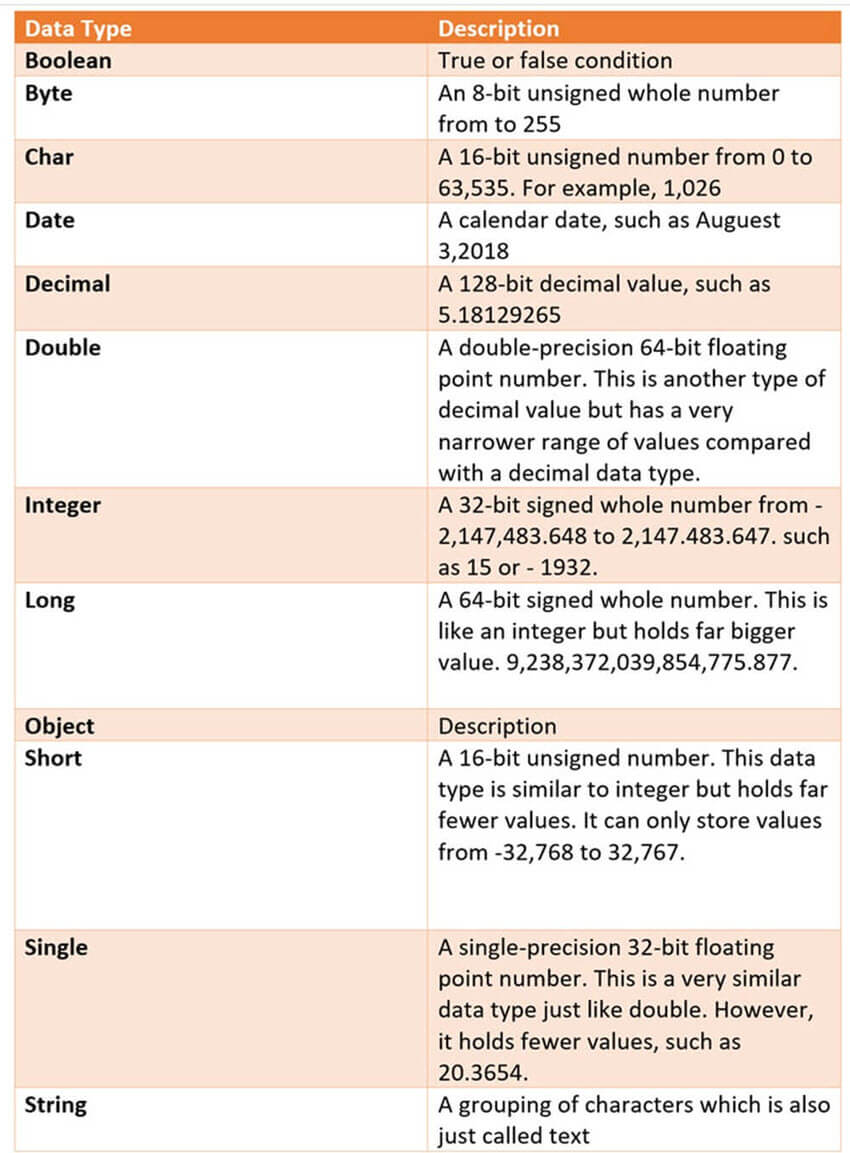 Data Type Description
Boolean True or false condition
Byte An 8-bit unsigned whole number
from to 255
Char A 16-bit unsigned number from 0 to
63,535. For example, 1,026
Date A calendar date, such as Auguest
3,2018
Decimal A 128-bit decimal value, such as
5.18129265
Double A double-precision 64-bit floating
point number. This is another type of
decimal value but has a very
narrower range of values compared
with a decimal data type.
Integer A 32-bit signed whole number from -
2,147,483.648 to 2,147.483.647. such
as 15 or - 1932.
Long A 64-bit signed whole number. This is
like an integer but holds far bigger
value. 9,238,372,039,854,775.877.
Object Description
Short A 16-bit unsigned number. This data
type is similar to integer but holds far
fewer values. It can only store values
from -32,768 to 32,767.
Single A single-precision 32-bit floating
point number. This is a very similar
data type just like double. However,
it holds fewer values, such as
20.3654.
String A grouping of characters which is also
just called text